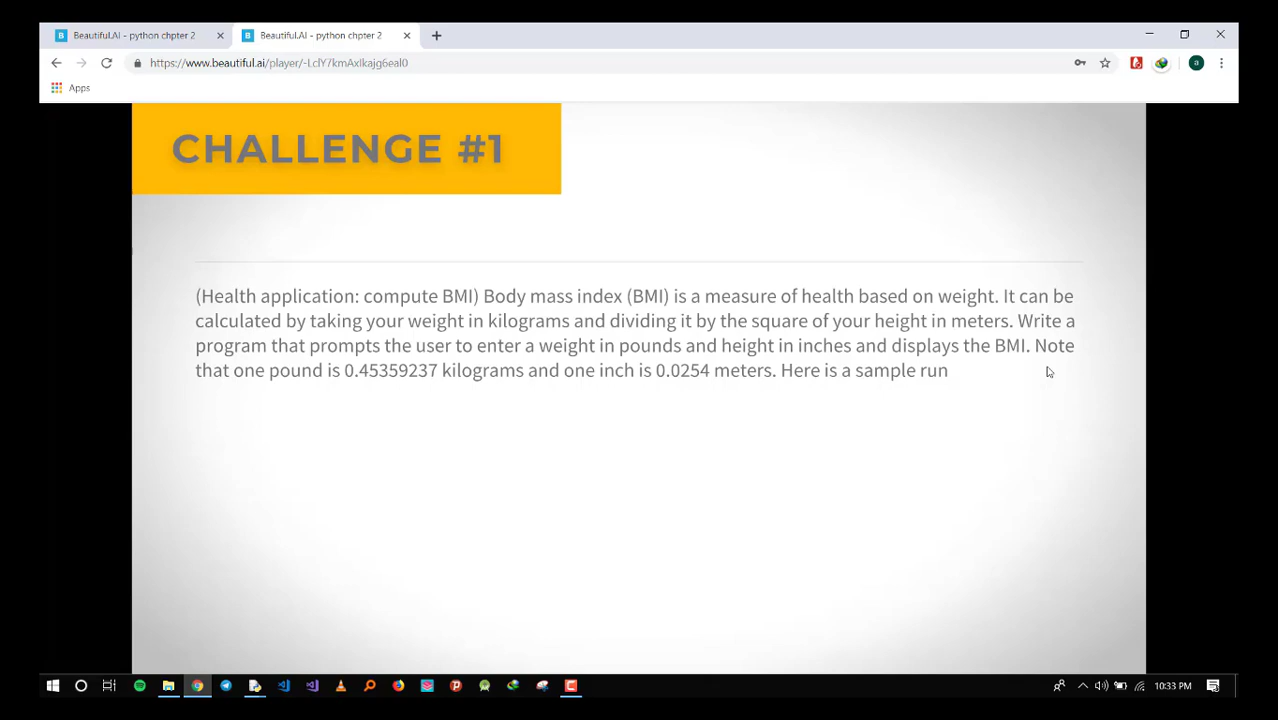 Beautiful.AI - python chpter 2
Beautiful.AI - python chpter 2
https://www.beautiful.ai/player/-LclY7kmAxIkajg6eal0
a
Apps
CHALLENGE #1
(Health application: compute BMI) Body mass index (BMI) is a measure of health based on weight. It can be
calculated by taking your weight in kilograms and dividing it by the square of your height in meters. Write a
program that prompts the user to enter a weight in pounds and height in inches and displays the BMI. Note
that one pound is 0.45359237 kilograms and one inch is 0.0254 meters. Here is a sample run
10:33 PM